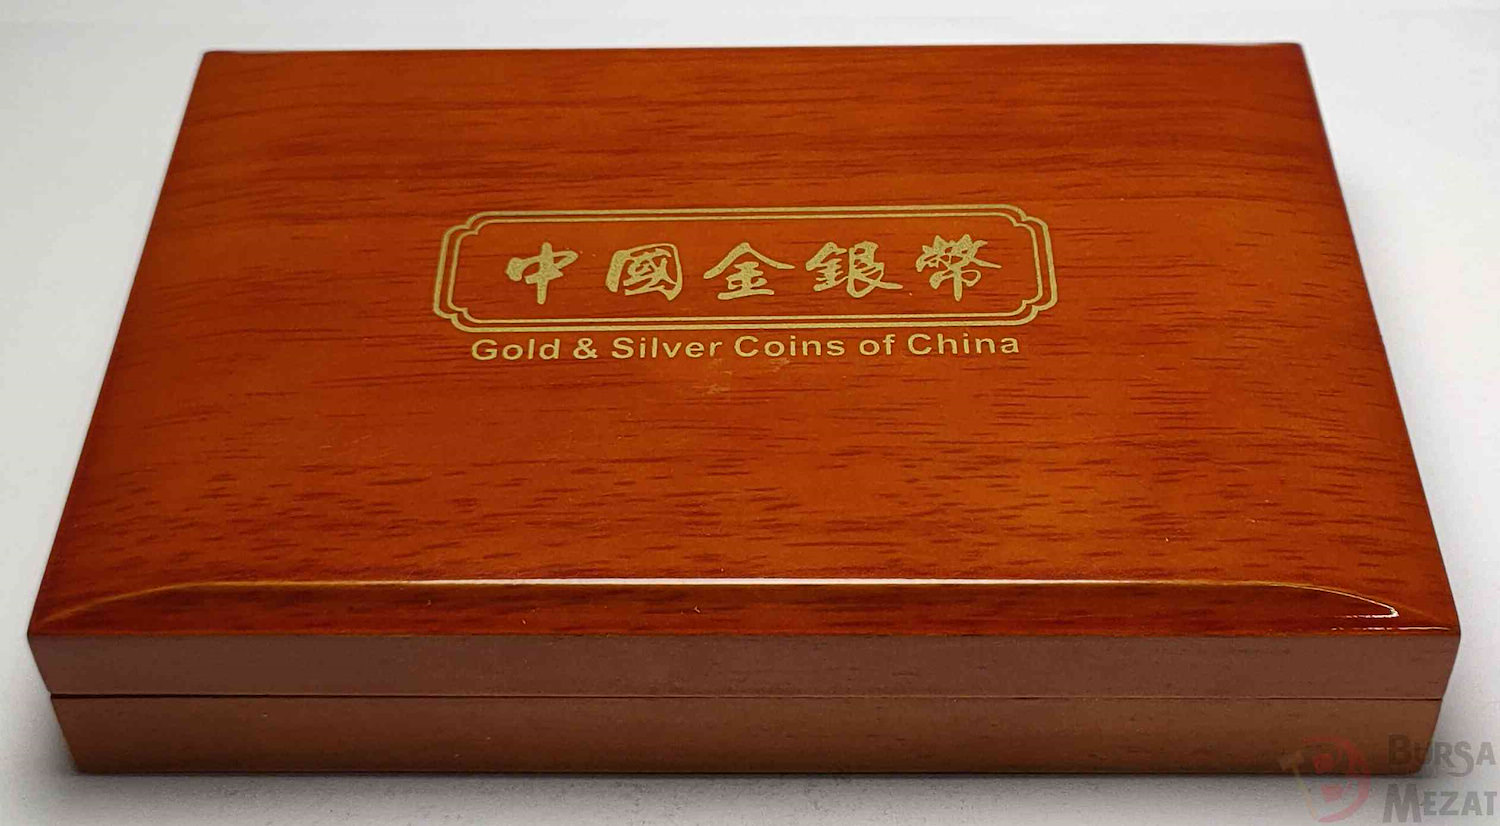 中國金銀幣
Gold & Silver Coins of China
BURSA
MEZAT